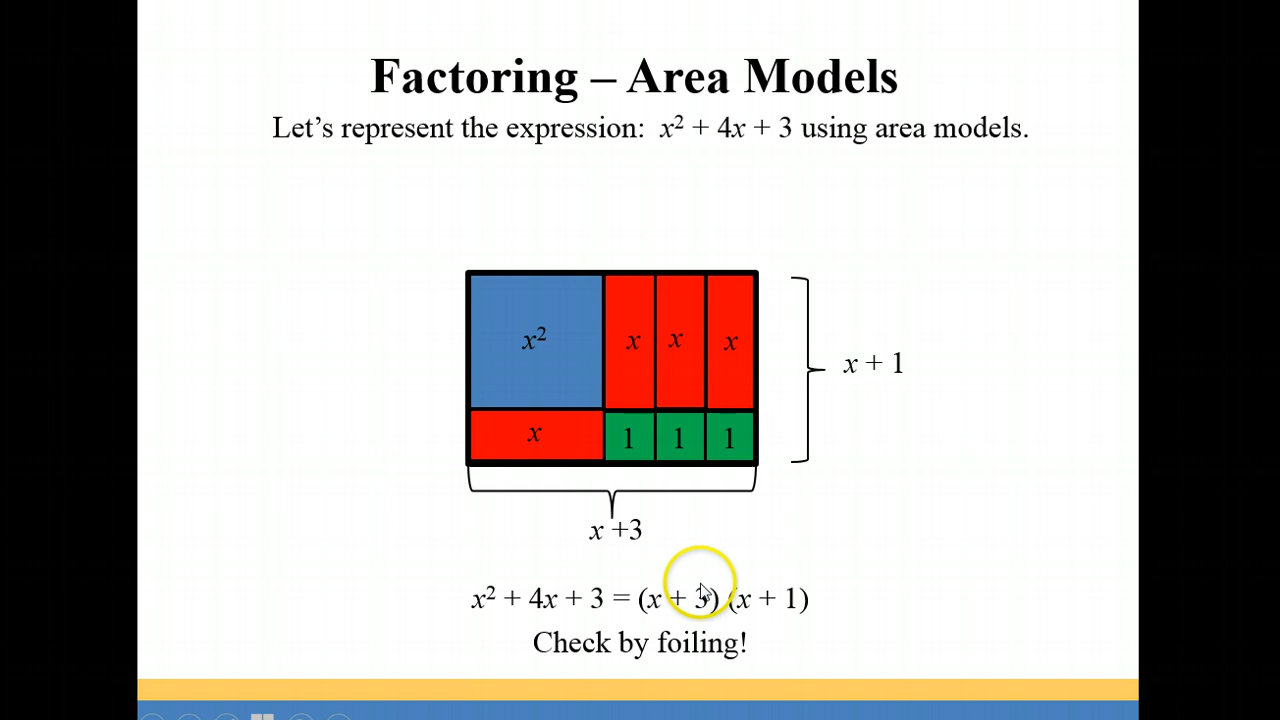 Factoring – Area Models
Let's represent the expression: x² + 4x + 3 using area models.
x² x x x
x + 1
x 1 1 1
x +3
x² + 4x + 3 = (x + 3) (x + 1)
Check by foiling!